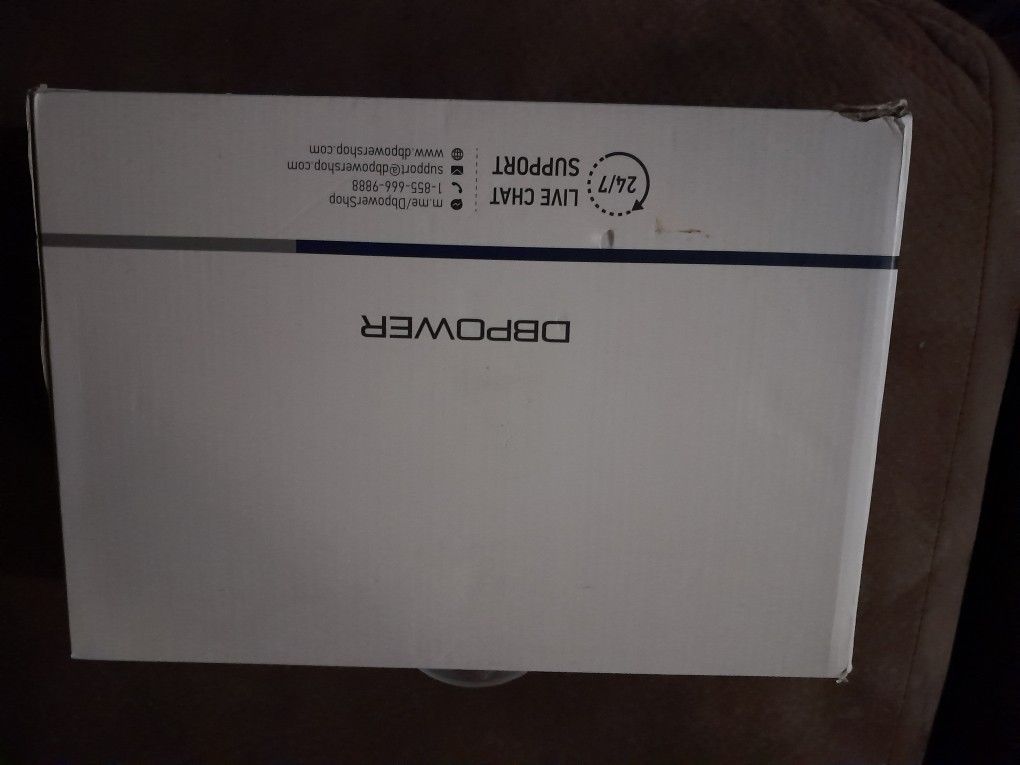 DBPOWER
24/7
LIVE CHAT
SUPPORT
m.me/DbpowerShop
1-855-666-9888
support@dbpowershop.com
www.dbpowershop.com